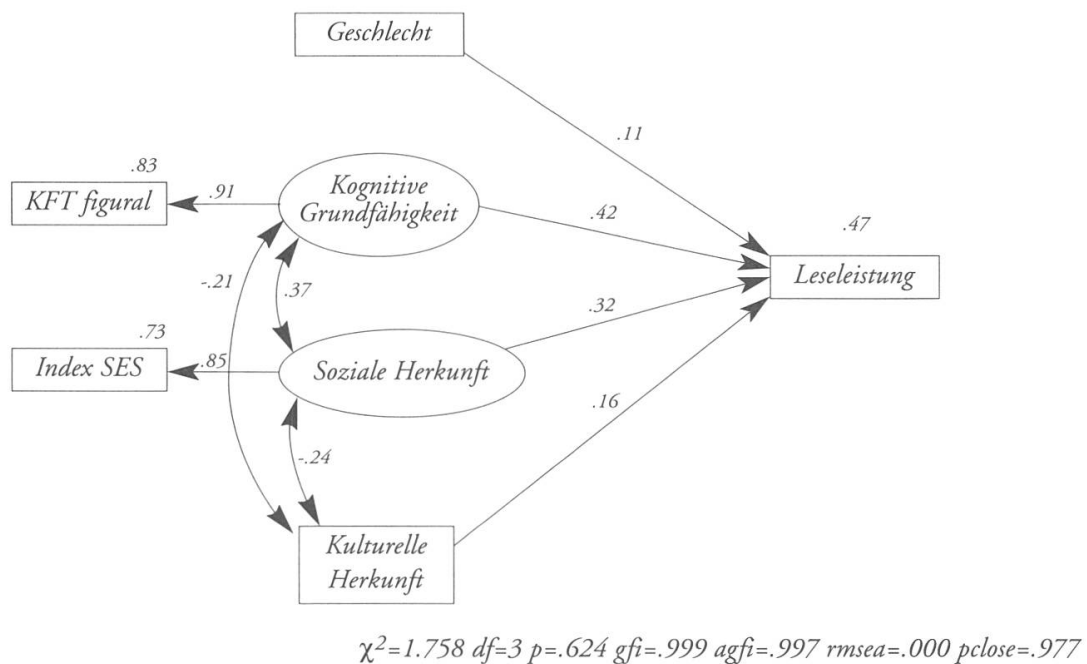 Geschlecht
.11
.83
KFT figural
.91
Kognitive
Grundfähigkeit
.42
.47
Leseleistung
-.21
.37
.32
.73
Index SES
.85
Soziale Herkunft
.16
-.24
Kulturelle
Herkunft
χ²=1.758 df=3 p=.624 gfi=.999 agfi=.997 rmsea=.000 pclose=.977